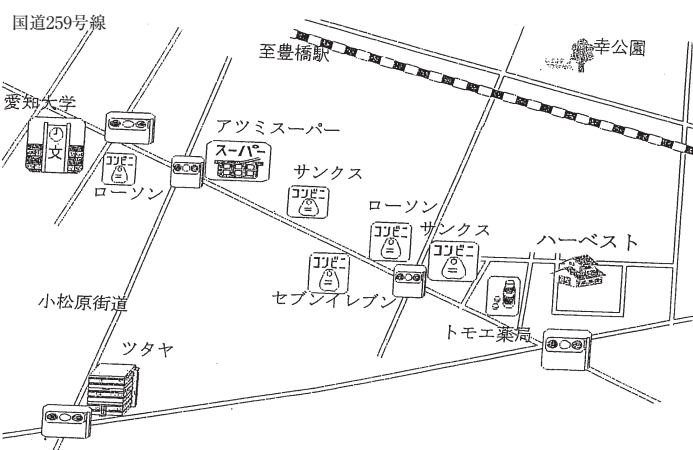 国道259号線
至豊橋駅
幸公園
愛知大学
文
アツミスーパー
スーパー
コンビニ
ローソン
サンクス
コンビニ
ローソン
コンビニ
サンクス
コンビニ
ハーベスト
コンビニ
セブンイレブン
小松原街道
トモエ薬局
ツタヤ